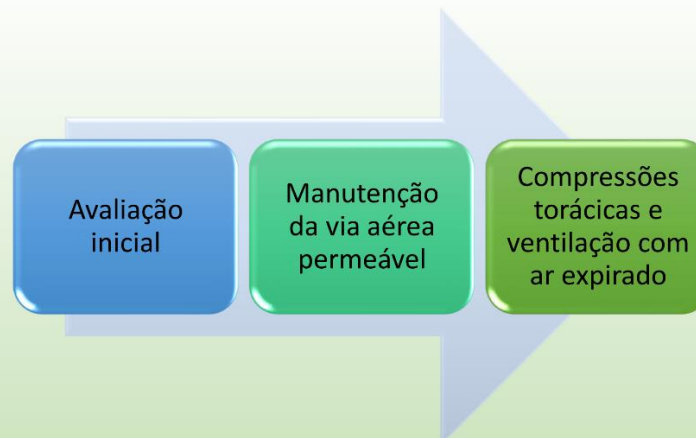 Avaliação
inicial
Manutenção
da via aérea
permeável
Compressões
torácicas e
ventilação com
ar expirado